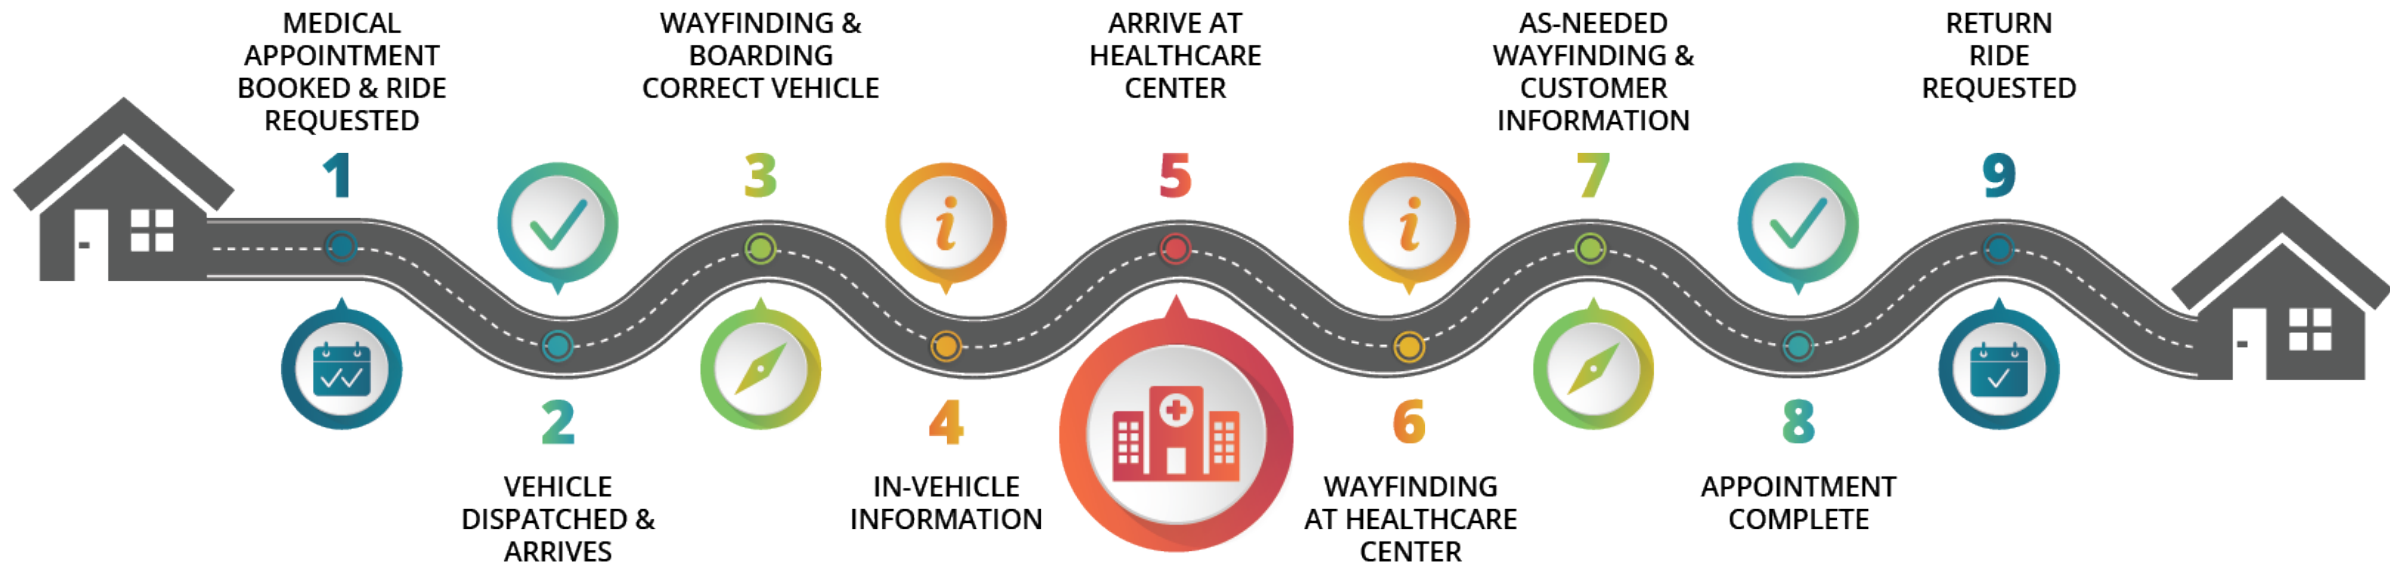 MEDICAL
APPOINTMENT
BOOKED & RIDE
REQUESTED
1
2
VEHICLE
DISPATCHED &
ARRIVES
WAYFINDING &
BOARDING
CORRECT VEHICLE
3
i
4
IN-VEHICLE
INFORMATION
ARRIVE AT
HEALTHCARE
CENTER
5
i
6
WAYFINDING
AT HEALTHCARE
CENTER
AS-NEEDED
WAYFINDING &
CUSTOMER
INFORMATION
7
8
APPOINTMENT
COMPLETE
RETURN
RIDE
REQUESTED
9